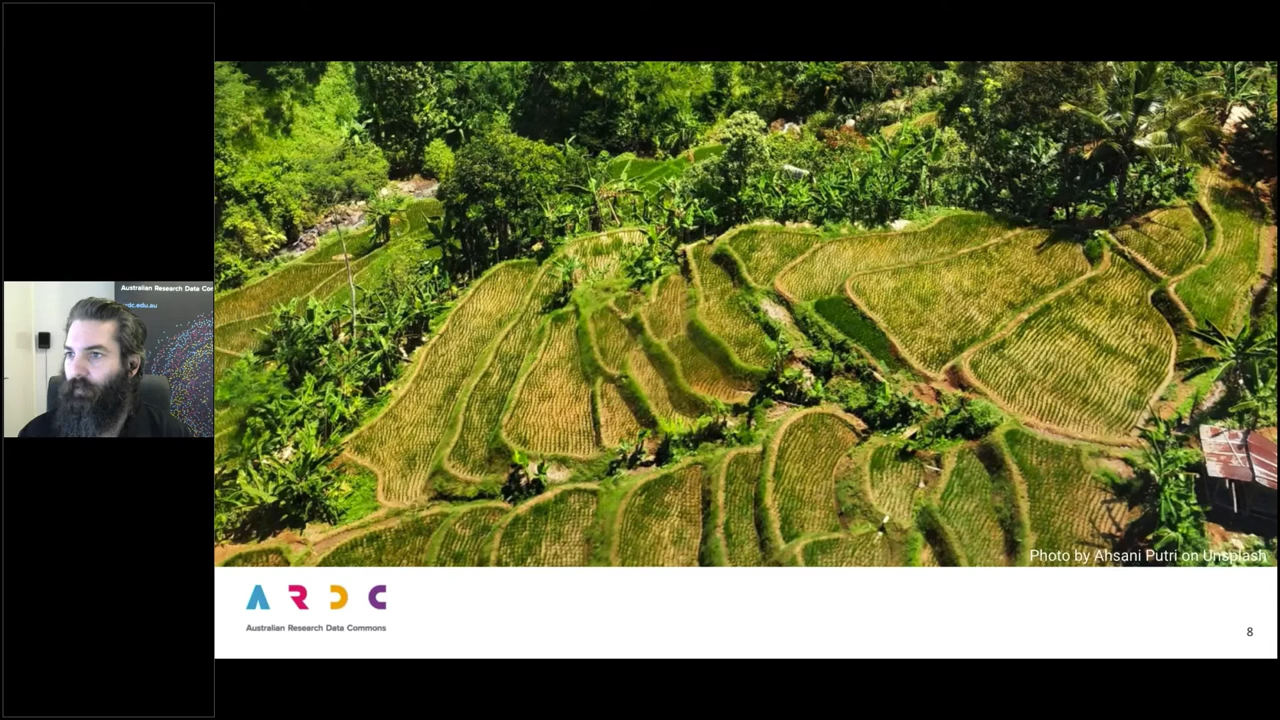 Australian Research Data Co
rdc.edu.au
Photo by Ahsani Putri on Unsplash
ARDC
Australian Research Data Commons
8